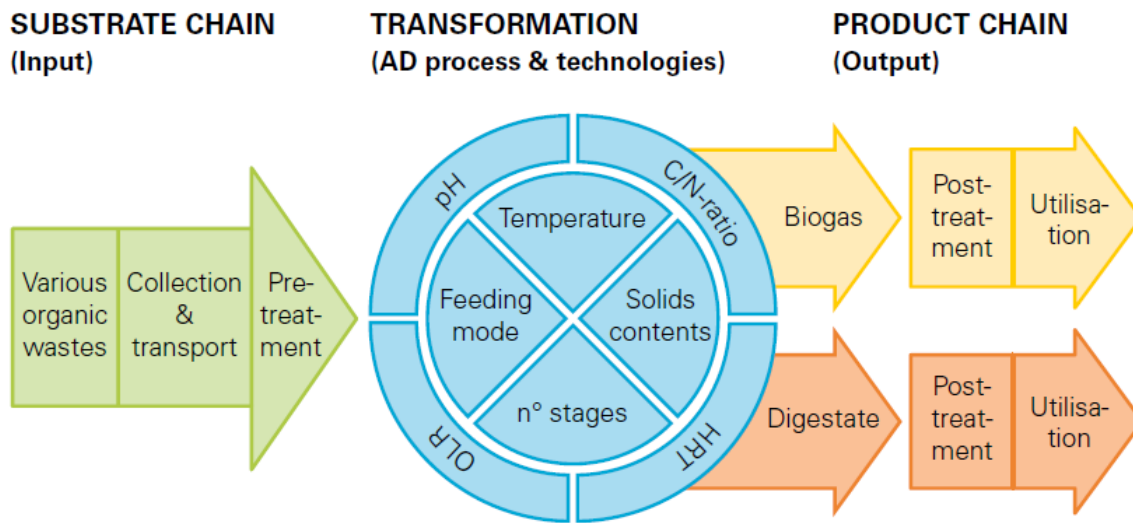 SUBSTRATE CHAIN
(Input)
TRANSFORMATION
(AD process & technologies)
PRODUCT CHAIN
(Output)
Various
organic
wastes
Collection
&
transport
Pre-
treat-
ment
pH
C/N-ratio
OLR
HRT
Temperature
Feeding
mode
Solids
contents
n° stages
Biogas
Post-
treat-
ment
Utilisa-
tion
Digestate
Post-
treat-
ment
Utilisa-
tion